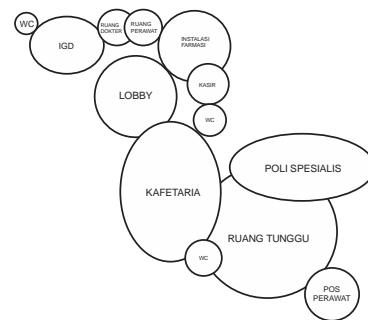 WC
IGD
RUANG
DOKTER
RUANG
PERAWAT
INSTALASI
FARMASI
LOBBY
KASIR
WC
KAFETARIA
POLI SPESIALIS
RUANG TUNGGU
WC
POS
PERAWAT